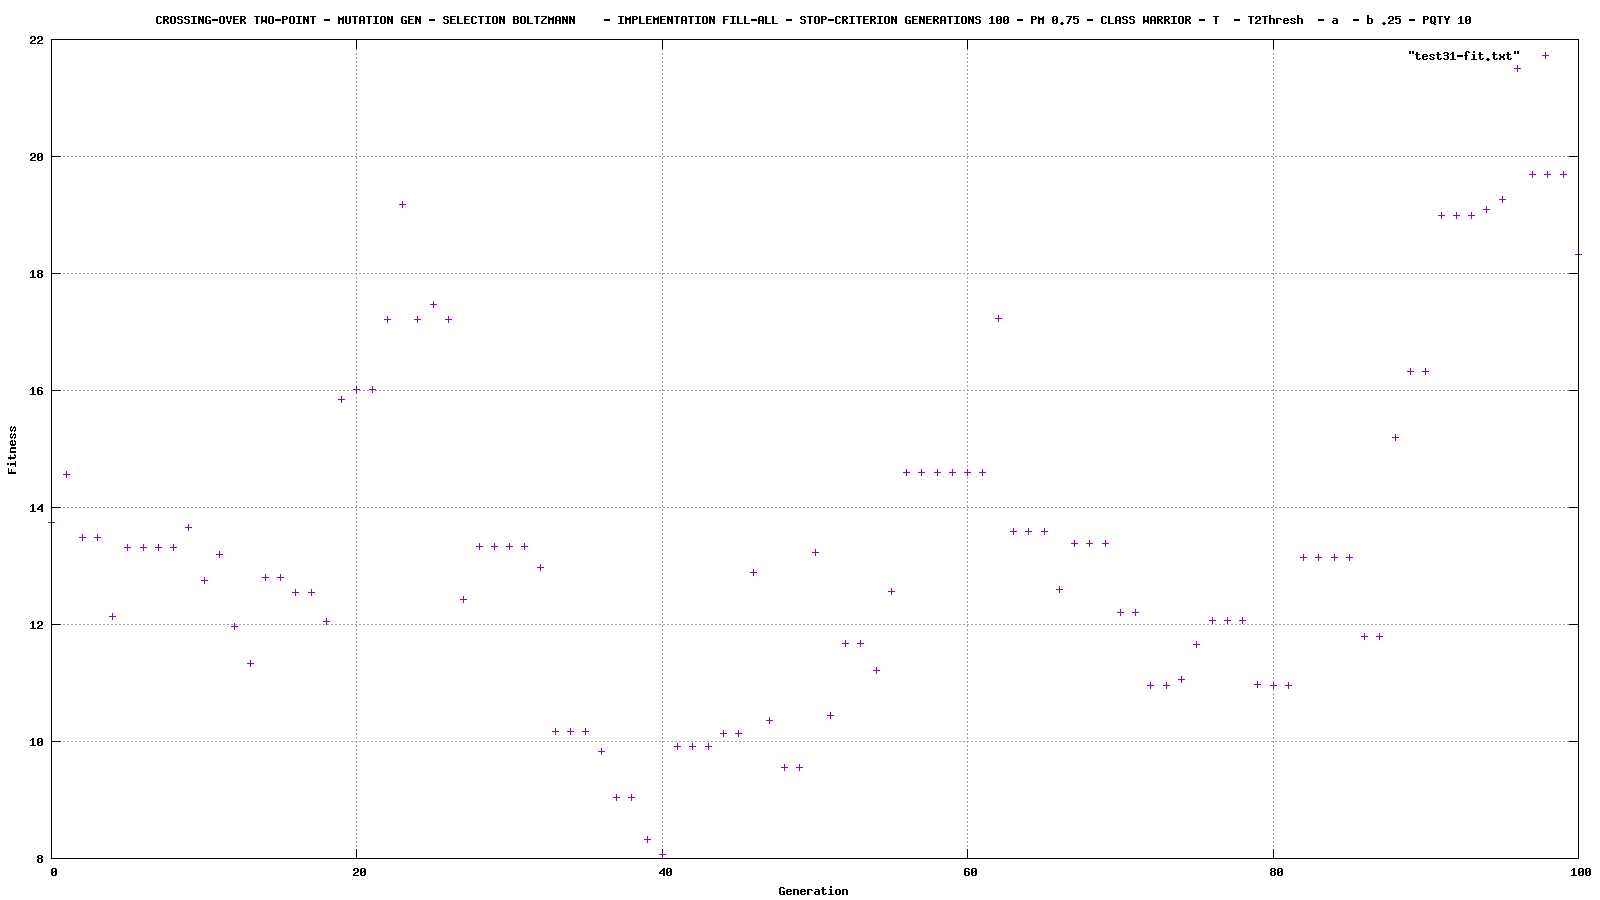 CROSSING-OVER TWO-POINT - MUTATION GEN - SELECTION BOLTZMANN    - IMPLEMENTATION FILL-ALL - STOP-CRITERION GENERATIONS 100 - PM 0.75 - CLASS WARRIOR - T  - T2Thresh  - a  - b .25 - PQTY 10
"test31-fit.txt"
22
20
18
16
14
12
10
8
Fitness
0 20 40 60 80 100
Generation